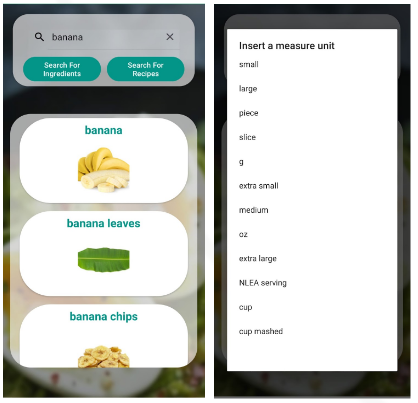 banana
Search For
Ingredients
Search For
Recipes
banana
banana leaves
banana chips
Insert a measure unit
small
large
piece
slice
g
extra small
medium
oz
extra large
NLEA serving
cup
cup mashed